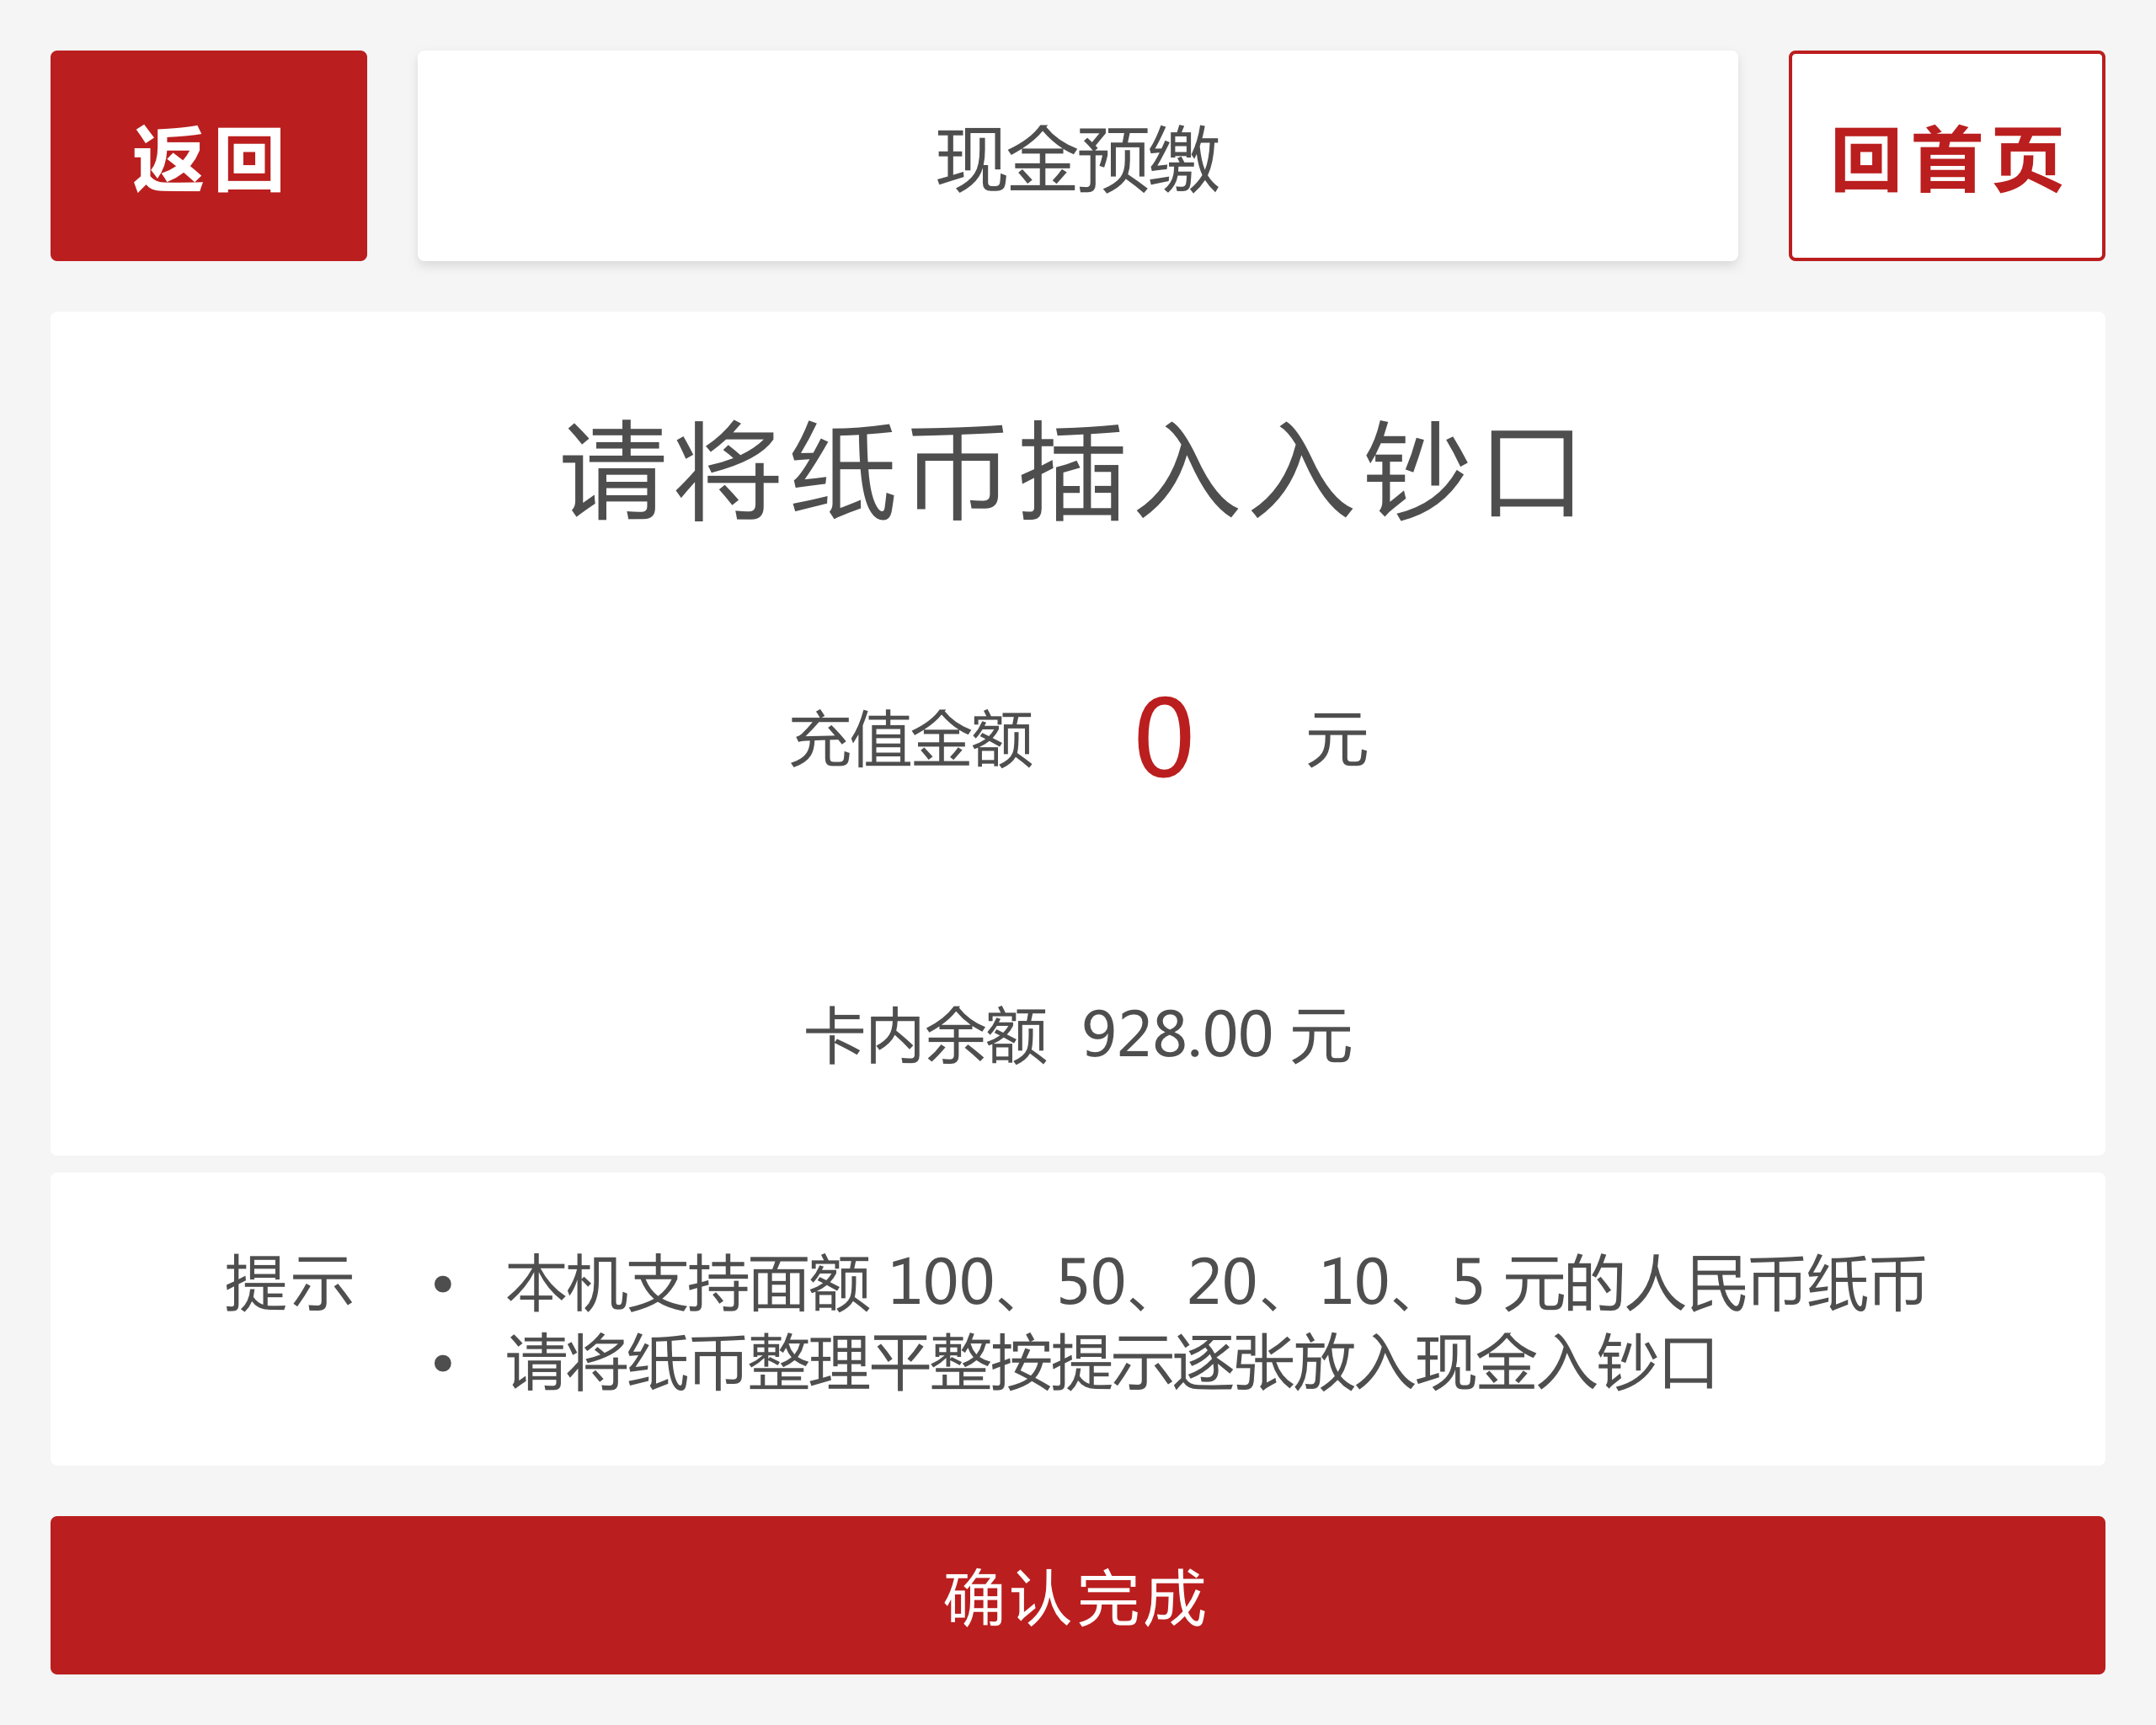 返回
现金预缴
回首页
请将纸币插入入钞口
充值金额 0 元
卡内余额 928.00 元
提示 • 本机支持面额 100、50、20、10、5 元的人民币纸币
• 请将纸币整理平整按提示逐张放入现金入钞口
确认完成